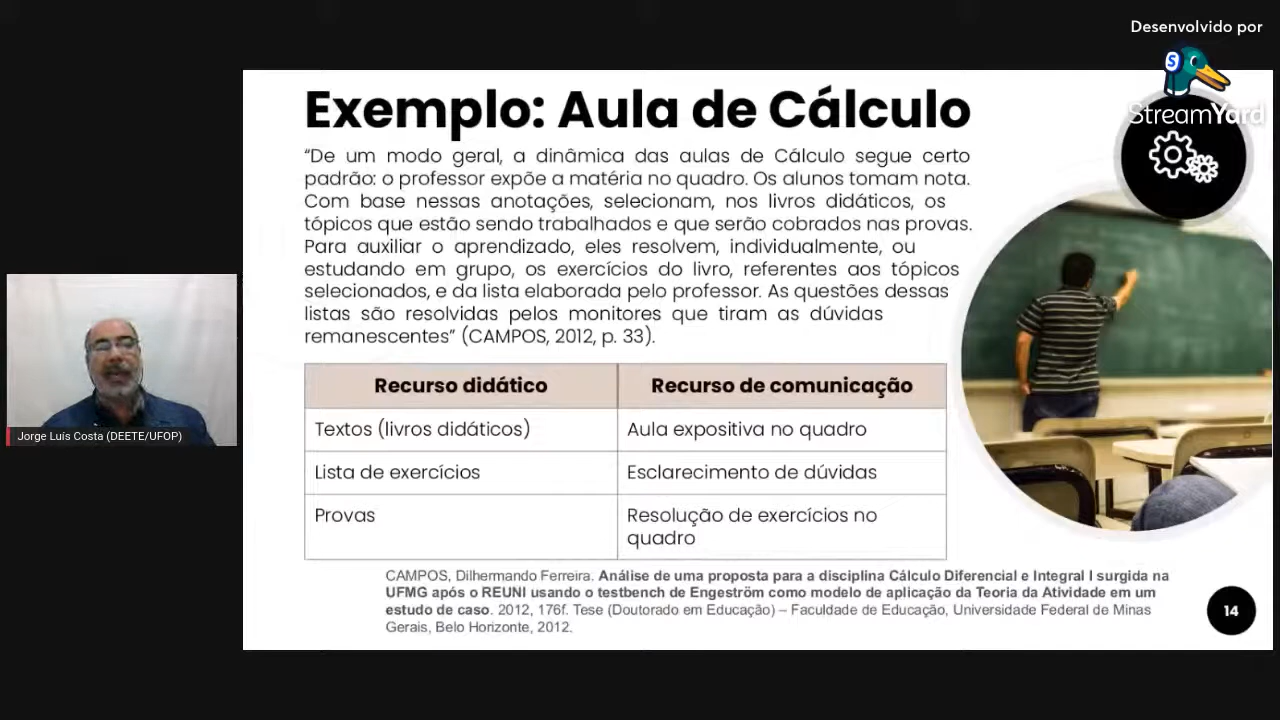 Desenvolvido por
S
StreamYard
Exemplo: Aula de Cálculo
“De um modo geral, a dinâmica das aulas de Cálculo segue certo
padrão: o professor expõe a matéria no quadro. Os alunos tomam nota.
Com base nessas anotações, selecionam, nos livros didáticos, os
tópicos que estão sendo trabalhados e que serão cobrados nas provas.
Para auxiliar o aprendizado, eles resolvem, individualmente, ou
estudando em grupo, os exercícios do livro, referentes aos tópicos
selecionados, e da lista elaborada pelo professor. As questões dessas
listas são resolvidas pelos monitores que tiram as dúvidas
remanescentes” (CAMPOS, 2012, p. 33).
Recurso didático
Recurso de comunicação
Textos (livros didáticos)
Aula expositiva no quadro
Lista de exercícios
Esclarecimento de dúvidas
Provas
Resolução de exercícios no
quadro
CAMPOS, Dilhermando Ferreira. Análise de uma proposta para a disciplina Cálculo Diferencial e Integral I surgida na
UFMG após o REUNI usando o testbench de Engeström como modelo de aplicação da Teoria da Atividade em um
estudo de caso. 2012, 176f. Tese (Doutorado em Educação) – Faculdade de Educação, Universidade Federal de Minas
Gerais, Belo Horizonte, 2012.
14
Jorge Luís Costa (DEETE/UFOP)